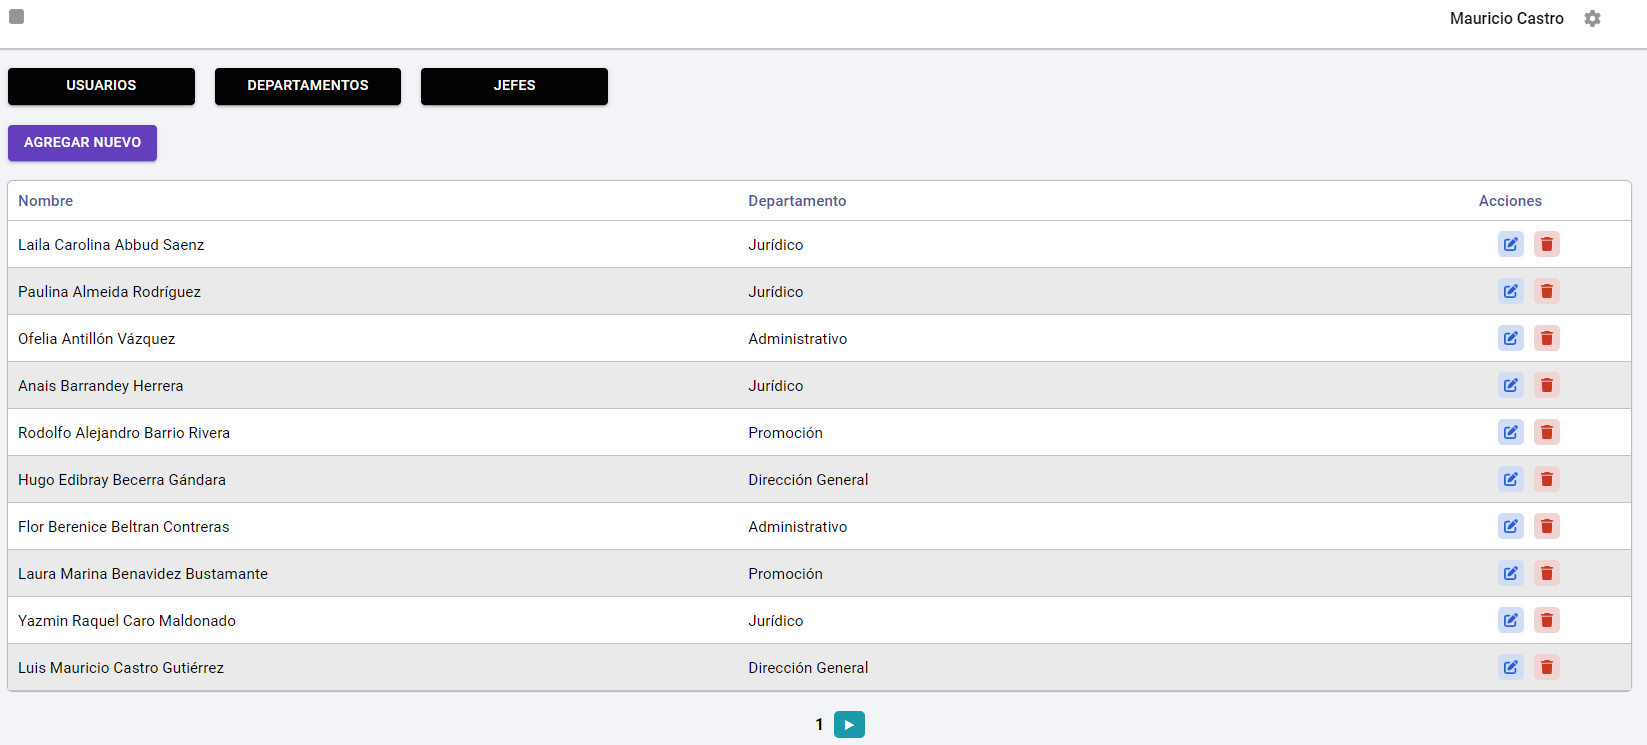 Mauricio Castro
USUARIOS DEPARTAMENTOS JEFES
AGREGAR NUEVO
Nombre Departamento Acciones
Laila Carolina Abbud Saenz Jurídico
Paulina Almeida Rodríguez Jurídico
Ofelia Antillón Vázquez Administrativo
Anais Barrandey Herrera Jurídico
Rodolfo Alejandro Barrio Rivera Promoción
Hugo Edibray Becerra Gándara Dirección General
Flor Berenice Beltran Contreras Administrativo
Laura Marina Benavidez Bustamante Promoción
Yazmin Raquel Caro Maldonado Jurídico
Luis Mauricio Castro Gutiérrez Dirección General
1